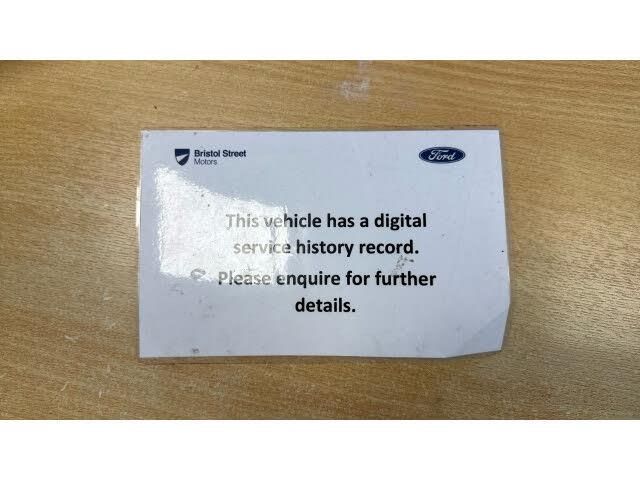 Bristol Street
Motors
Ford
This vehicle has a digital
service history record.
Please enquire for further
details.